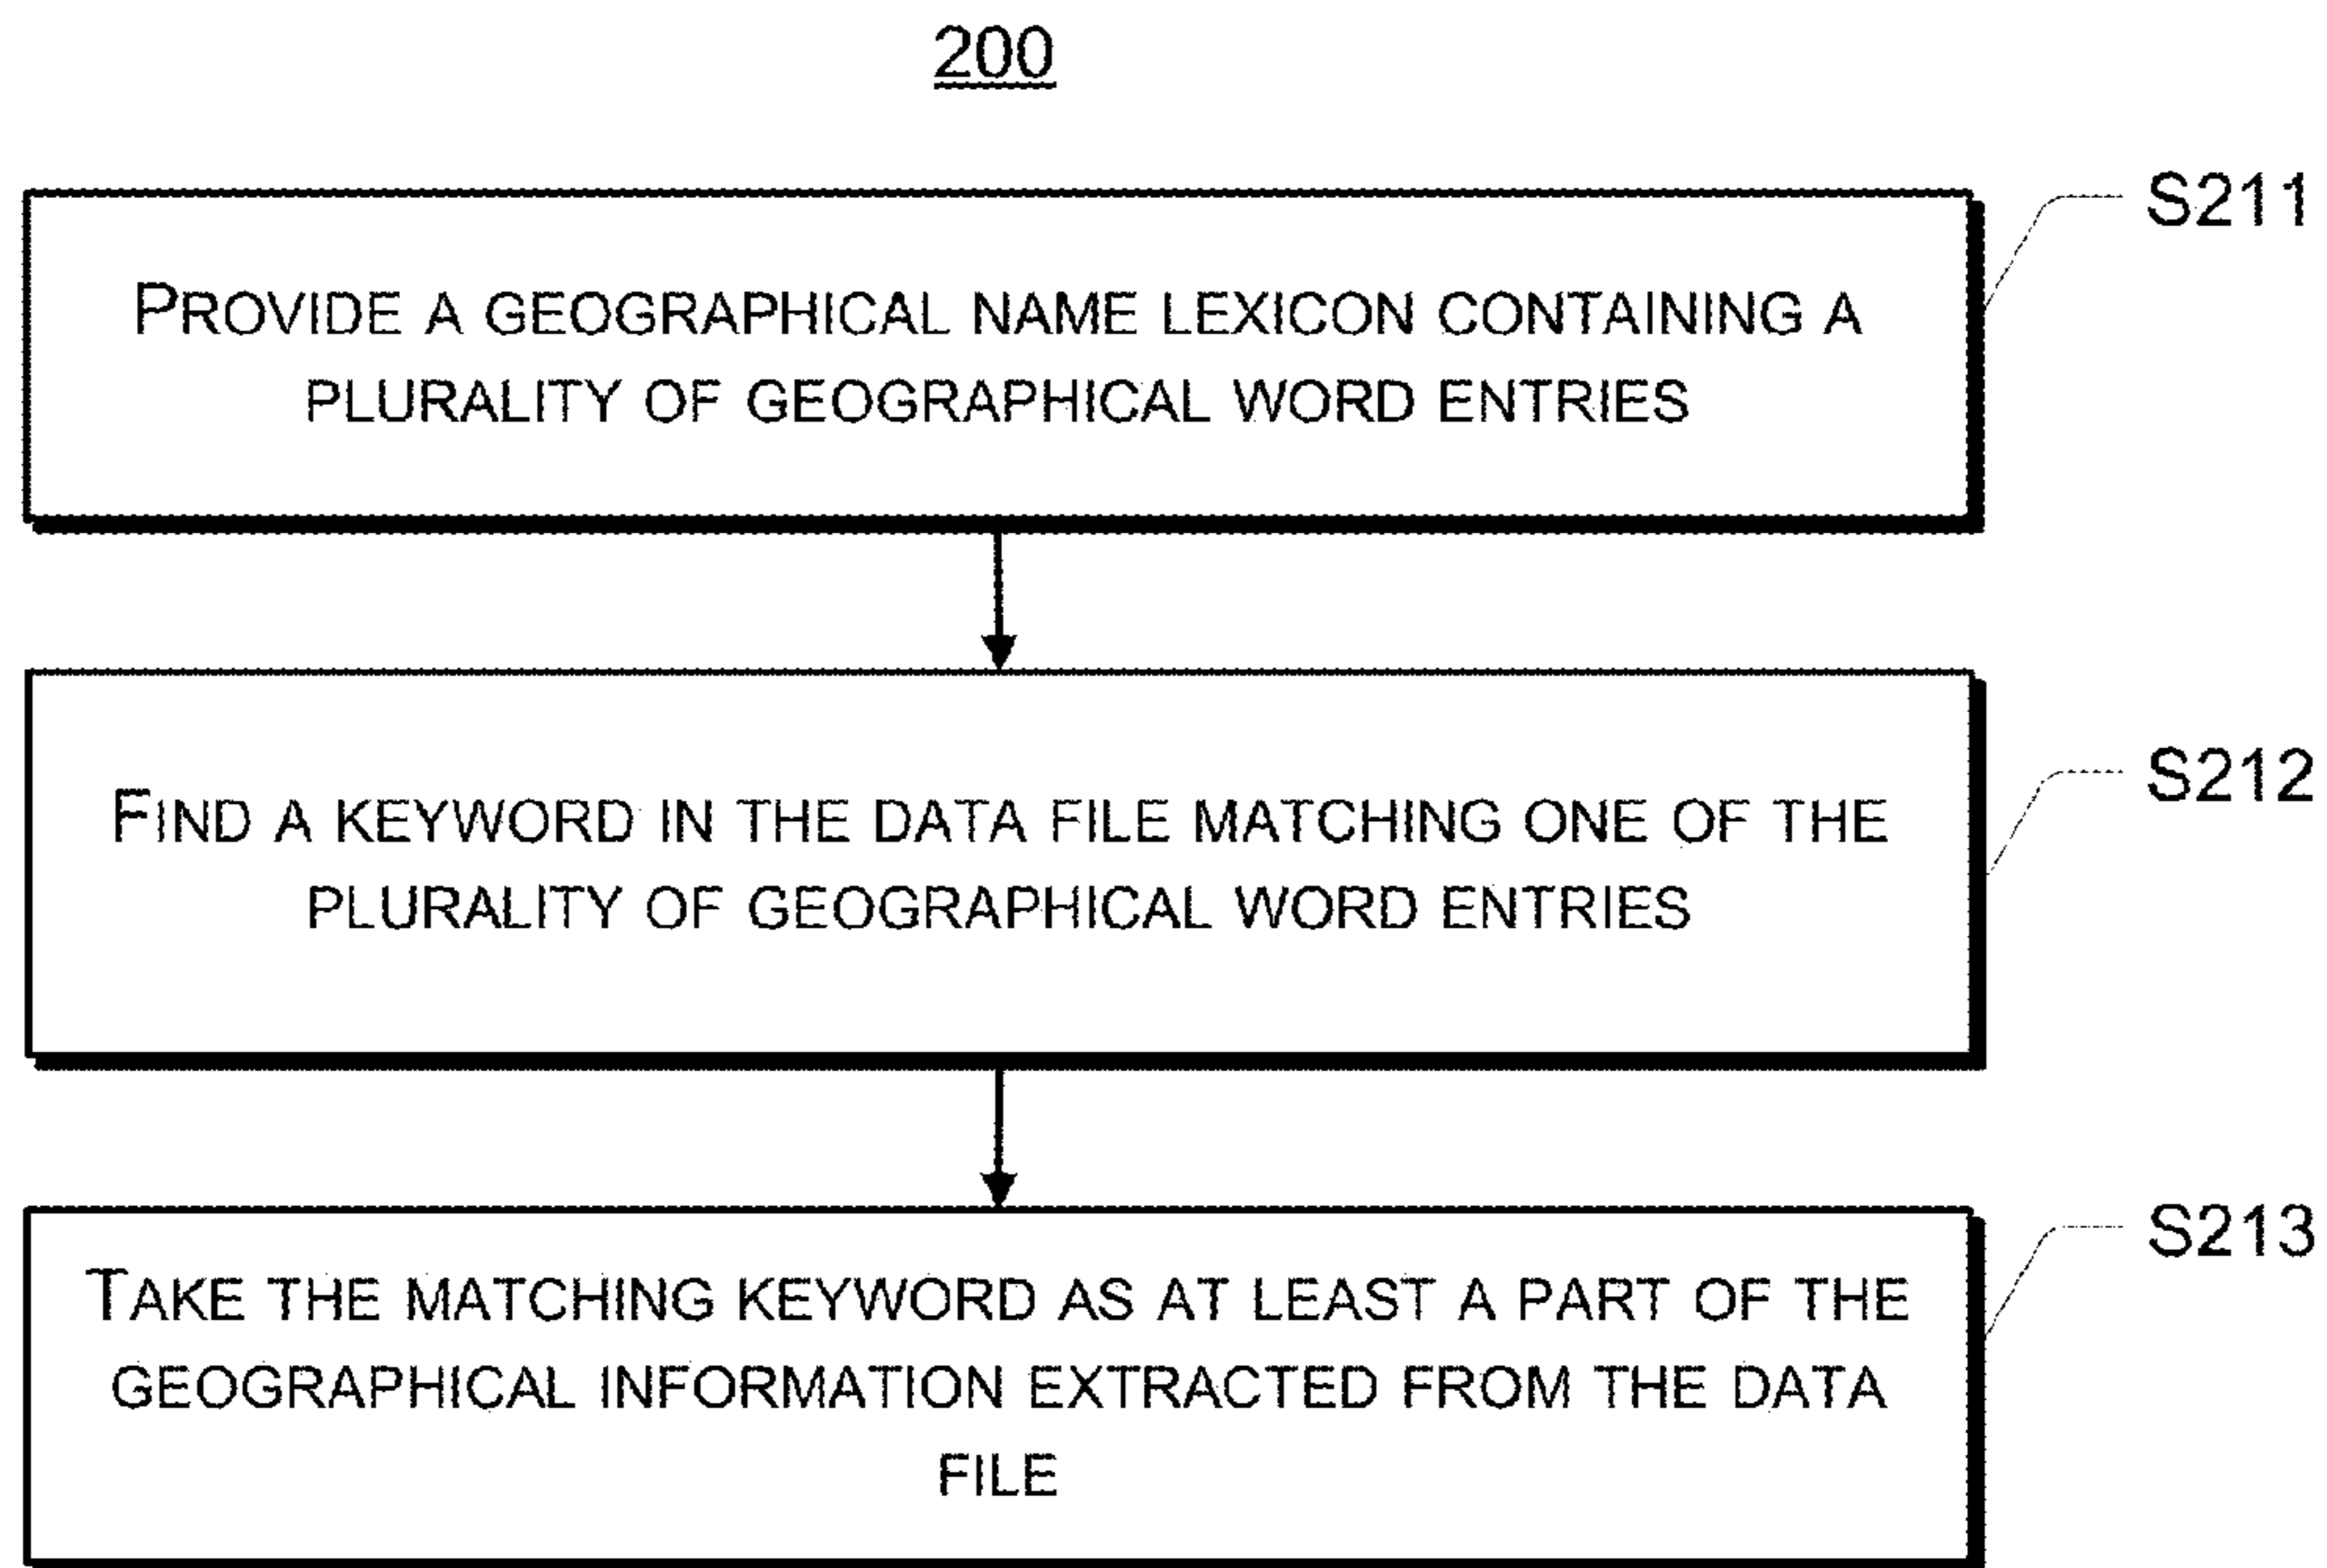 200
S211
PROVIDE A GEOGRAPHICAL NAME LEXICON CONTAINING A
PLURALITY OF GEOGRAPHICAL WORD ENTRIES
S212
FIND A KEYWORD IN THE DATA FILE MATCHING ONE OF THE
PLURALITY OF GEOGRAPHICAL WORD ENTRIES
S213
TAKE THE MATCHING KEYWORD AS AT LEAST A PART OF THE
GEOGRAPHICAL INFORMATION EXTRACTED FROM THE DATA
FILE